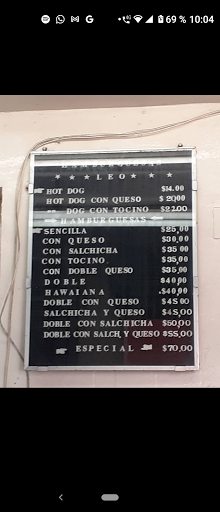 69% 10:04
HAMBURGUESAS
★ ★ ★ LEO ★ ★ ★
HOT DOG $14.00
HOT DOG CON QUESO $20.00
DOG CON TOCINO $22.00
HAMBURGUESAS
SENCILLA $25,00
CON QUESO $30,00
CON SALCHICHA $35 00
CON TOCINO $35,00
CON DOBLE QUESO $35,00
DOBLE $40,00
HAWAIANA $40,00
DOBLE CON QUESO $45 00
SALCHICHA Y QUESO $45,00
DOBLE CON SALCHICHA $50,00
DOBLE CON SALCH, Y QUESO $55,00
ESPECIAL $70,00